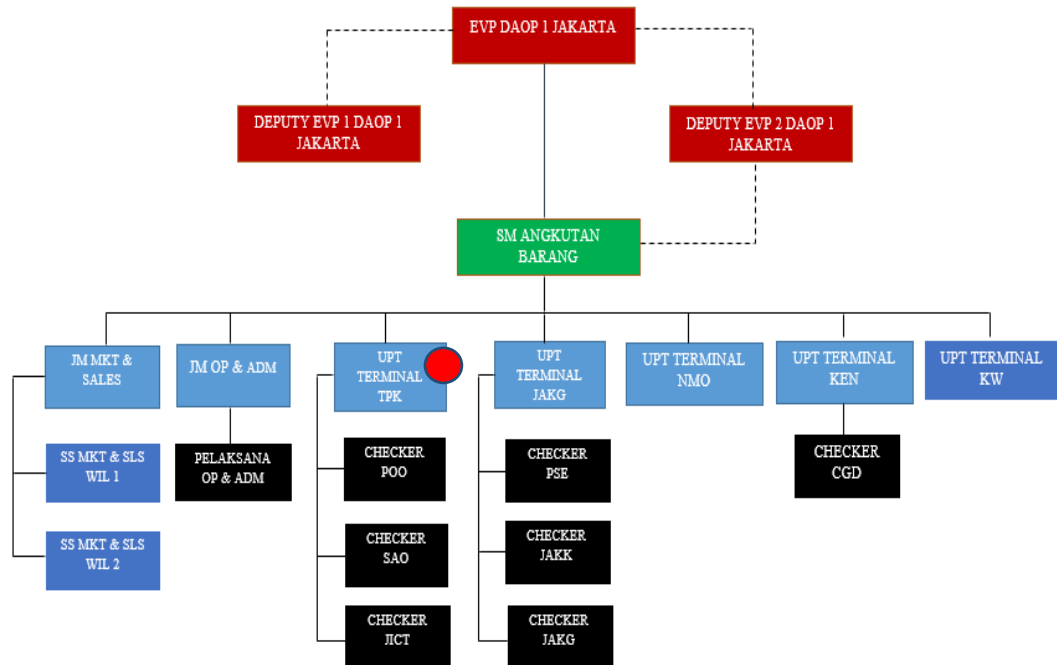 EVP DAOP 1 JAKARTA
DEPUTY EVP 1 DAOP 1
JAKARTA
DEPUTY EVP 2 DAOP 1
JAKARTA
SM ANGKUTAN
BARANG
JM MKT &
SALES
JM OP & ADM
UPT
TERMINAL
TPK
UPT
TERMINAL
JAKG
UPT TERMINAL
NMO
UPT TERMINAL
KEN
UPT TERMINAL
KW
SS MKT & SLS
WIL 1
PELAKSANA
OP & ADM
CHECKER
POO
CHECKER
PSE
CHECKER
CGD
SS MKT & SLS
WIL 2
CHECKER
SAO
CHECKER
JAKK
CHECKER
JICT
CHECKER
JAKG